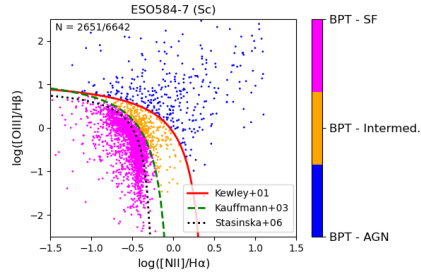 ESO584-7 (Sc)
N = 2651/6642
log([OIII]/Hβ)
2
1
0
−1
−2
−1.5
−1.0
−0.5
0.0
0.5
1.0
1.5
log([NII]/Hα)
Kewley+01
Kauffmann+03
Stasinska+06
BPT - SF
BPT - Intermed.
BPT - AGN